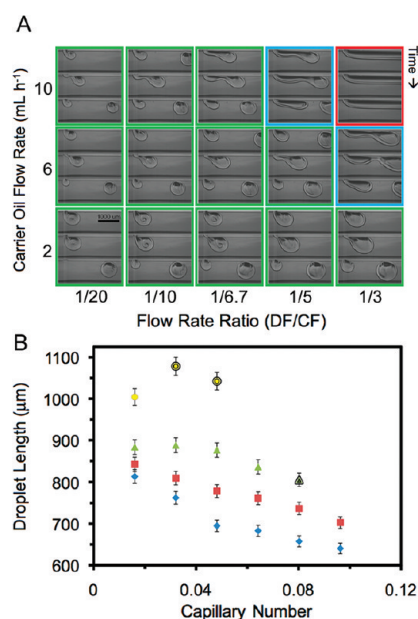 A
Carrier Oil Flow Rate (mL h⁻¹)
10
6
2
Time →
1/20 1/10 1/6.7 1/5 1/3
Flow Rate Ratio (DF/CF)
B
Droplet Length (μm)
1100
1000
900
800
700
600
0 0.04 0.08 0.12
Capillary Number